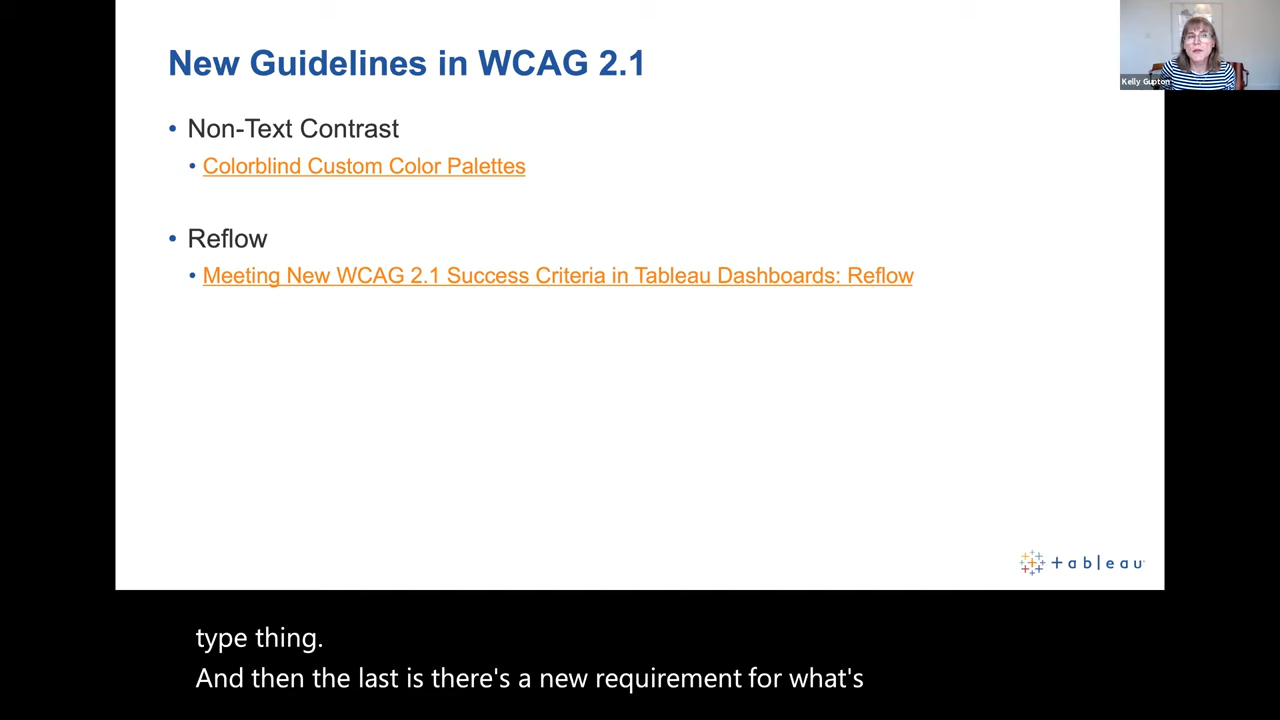 New Guidelines in WCAG 2.1
Kelly Gupton
• Non-Text Contrast
• Colorblind Custom Color Palettes
• Reflow
• Meeting New WCAG 2.1 Success Criteria in Tableau Dashboards: Reflow
+ableau
type thing.
And then the last is there's a new requirement for what's